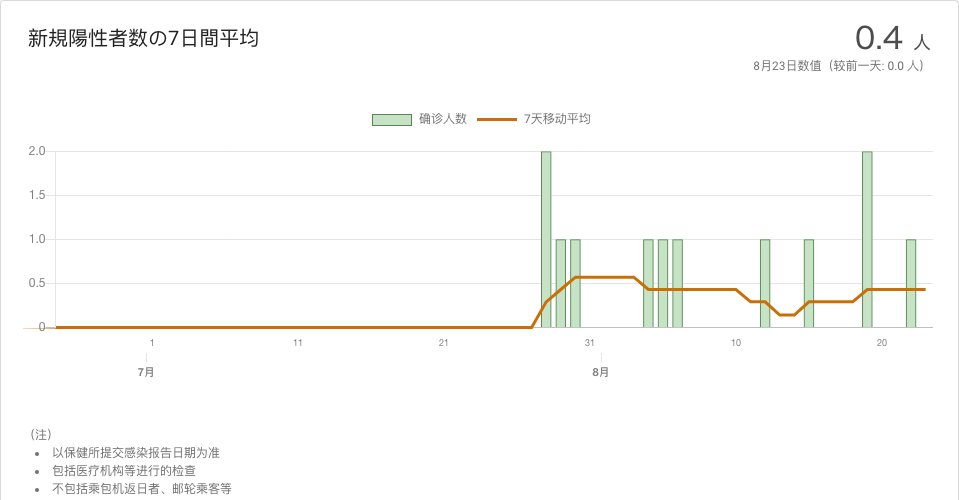 新規陽性者数の7日間平均
0.4 人
8月23日数值（较前一天: 0.0 人）
确诊人数 7天移动平均
2.0
1.5
1.0
0.5
0
1 11 21 31 10 20
7月 8月
（注）
• 以保健所提交感染报告日期为准
• 包括医疗机构等进行的检查
• 不包括乘包机返日者、邮轮乘客等